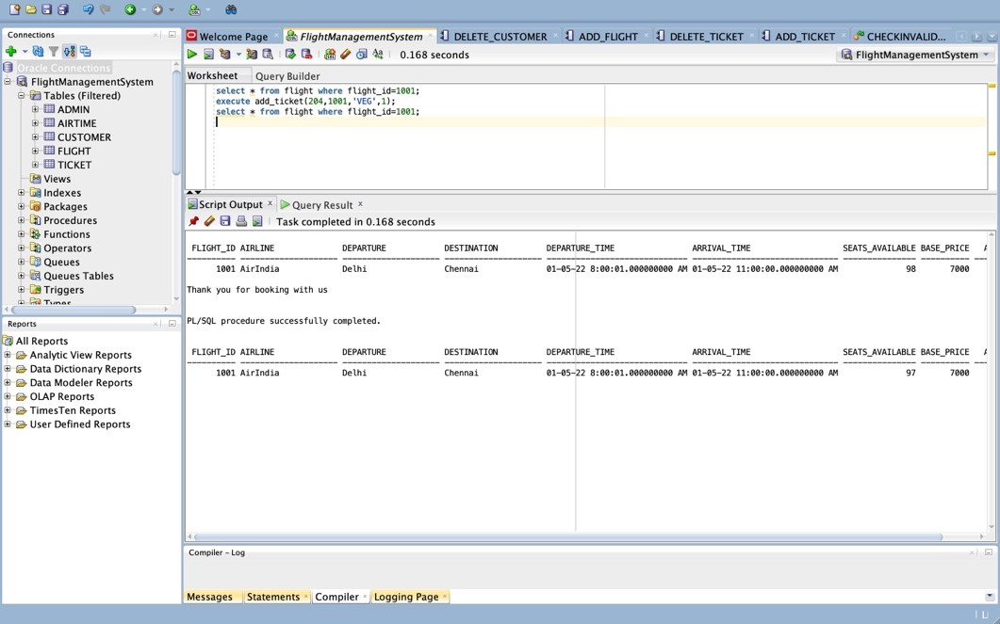 Connections
Oracle Connections
FlightManagementSystem
Tables (Filtered)
ADMIN
AIRTIME
CUSTOMER
FLIGHT
TICKET
Views
Indexes
Packages
Procedures
Functions
Operators
Queues
Queues Tables
Triggers
Types
Reports
All Reports
Analytic View Reports
Data Dictionary Reports
Data Modeler Reports
OLAP Reports
TimesTen Reports
User Defined Reports
Welcome Page FlightManagementSystem DELETE_CUSTOMER ADD_FLIGHT DELETE_TICKET ADD_TICKET CHECKINVALID...
0.168 seconds FlightManagementSystem
Worksheet Query Builder
select * from flight where flight_id=1001;
execute add_ticket(204,1001,'VEG',1);
select * from flight where flight_id=1001;
Script Output x Query Result x
Task completed in 0.168 seconds
FLIGHT_ID AIRLINE DEPARTURE DESTINATION DEPARTURE_TIME ARRIVAL_TIME SEATS_AVAILABLE BASE_PRICE
1001 AirIndia Delhi Chennai 01-05-22 8:00:01.000000000 AM 01-05-22 11:00:00.000000000 AM 98 7000
Thank you for booking with us
PL/SQL procedure successfully completed.
FLIGHT_ID AIRLINE DEPARTURE DESTINATION DEPARTURE_TIME ARRIVAL_TIME SEATS_AVAILABLE BASE_PRICE
1001 AirIndia Delhi Chennai 01-05-22 8:00:01.000000000 AM 01-05-22 11:00:00.000000000 AM 97 7000
Compiler - Log
Messages Statements Compiler Logging Page